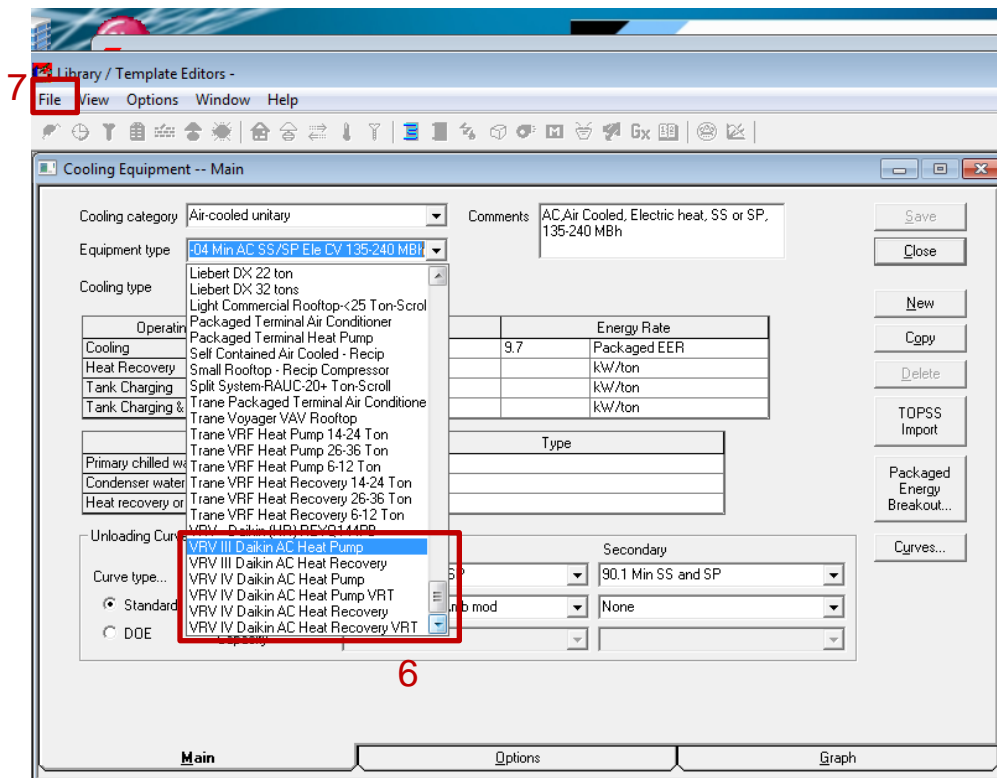 Library / Template Editors -
7
File View Options Window Help
Cooling Equipment -- Main
Cooling category Air-cooled unitary Comments AC,Air Cooled, Electric heat, SS or SP,
135-240 MBh
Save
Equipment type -04 Min AC SS/SP Ele CV 135-240 MBh
Close
Cooling type
Liebert DX 22 ton
Liebert DX 32 tons
Light Commercial Rooftop-<25 Ton-Scrol
Packaged Terminal Air Conditioner
Packaged Terminal Heat Pump
Self Contained Air Cooled - Recip
Small Rooftop - Recip Compressor
Split System-RAUC-20+ Ton-Scroll
Trane Packaged Terminal Air Conditione
Trane Voyager VAV Rooftop
Trane VRF Heat Pump 14-24 Ton
Trane VRF Heat Pump 26-36 Ton
Trane VRF Heat Pump 6-12 Ton
Trane VRF Heat Recovery 14-24 Ton
Trane VRF Heat Recovery 26-36 Ton
Trane VRF Heat Recovery 6-12 Ton
VRV III Daikin AC Heat Pump
VRV III Daikin AC Heat Recovery
VRV IV Daikin AC Heat Pump
VRV IV Daikin AC Heat Pump VRT
VRV IV Daikin AC Heat Recovery
VRV IV Daikin AC Heat Recovery VRT
6
Energy Rate
Cooling 9.7 Packaged EER
Heat Recovery kW/ton
Tank Charging kW/ton
Tank Charging & kW/ton
Type
Primary chilled
Condenser water
Heat recovery or
Unloading
Secondary
Curve type... 90.1 Min SS and SP
Standard mod None
DOE
New
Copy
Delete
TOPSS
Import
Packaged
Energy
Breakout...
Curves...
Main Options Graph